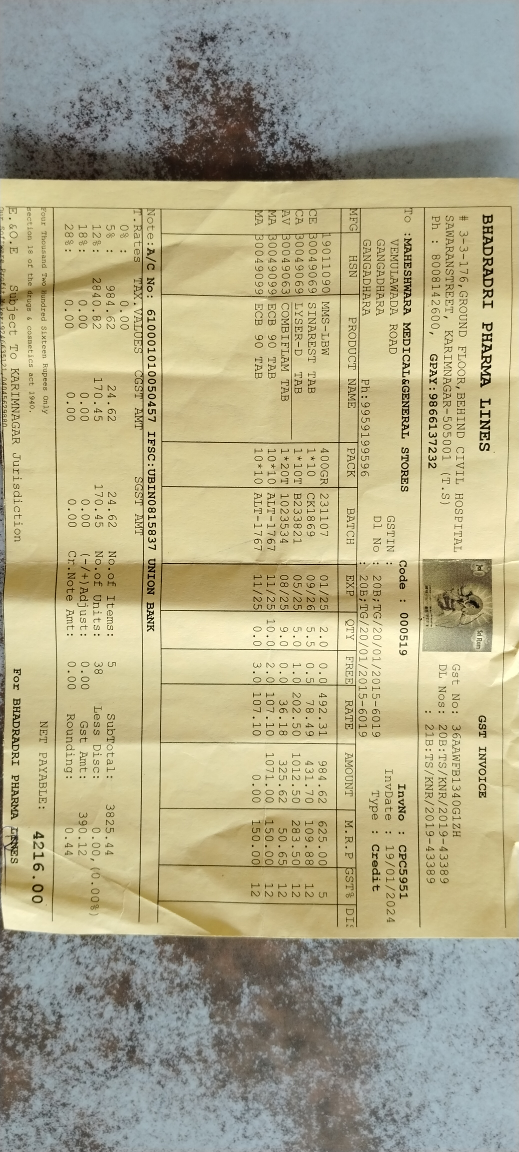 BHADRADRI PHARMA LINES
# 3-3-176 GROUND FLOOR, BEHIND CIVIL HOSPITAL
SAWARANSTREET, KARIMNAGAR-505001 (T.S)
Ph : 8008142600, GPAY:9866137232
Sri Ram
GST INVOICE
Gst No: 36AAWFB1340G1ZH
DL Nos: 20B:TS/KNR/2019-43389
: 21B:TS/KNR/2019-43389
To :MAHESHWARA MEDICAL&GENERAL STORES Code : 000519 InvNo : CPC5951
VEMULAWADA ROAD GSTIN : InvDate : 19/01/2024
GANGADHARA Dl No : 20B;TG/20/01/2015-6019 Type : Credit
GANGADHARA Ph:9959199596 : 20B;TG/20/01/2015-6019
MFG HSN PRODUCT NAME PACK BATCH EXP QTY FREE RATE AMOUNT M.R.P GST% DI
19011090 MMS-LBW 400GR 231107 01/25 2.0 0.0 492.31 984.62 625.00 5
CE 30049069 SINAREST TAB 1*10 CK1869 09/26 5.5 0.5 78.49 431.70 109.88 12
CA 30049069 LYSER-D TAB 1*10T B233821 05/25 5.0 1.0 202.50 1012.50 283.50 12
AV 30049063 COMBIFLAM TAB 1*20T 1023534 08/25 9.0 0.0 36.18 325.62 50.65 12
MA 30049099 ECB 90 TAB 10*10 ALT-1767 11/25 10.0 2.0 107.10 1071.00 150.00 12
MA 30049099 ECB 90 TAB 10*10 ALT-1767 11/25 0.0 3.0 107.10 0.00 150.00 12
Note:A/C No: 610001010050457 IFSC:UBIN0815837 UNION BANK
T.Rates TAX.VALUES CGST AMT SGST AMT
0% : 0.00
5% : 984.62 24.62 24.62 No.of Items: 5 SubTotal: 3825.44
12%: 2840.82 170.45 170.45 No.of Units: 38 Less Disc: 0.00,(0.00%)
18%: 0.00 0.00 0.00 (-/+)Adjust: 0.00 Gst Amt: 390.12
28%: 0.00 0.00 0.00 Cr.Note Amt: 0.00 Rounding: 0.44
Four Thousand Two Hundred Sixteen Rupees Only
NET PAYABLE: 4216.00
section 18 of the drugs & cosmetics act 1940.
E.&O.E Subject To KARIMNAGAR Jurisdiction
For BHADRADRI PHARMA LINES